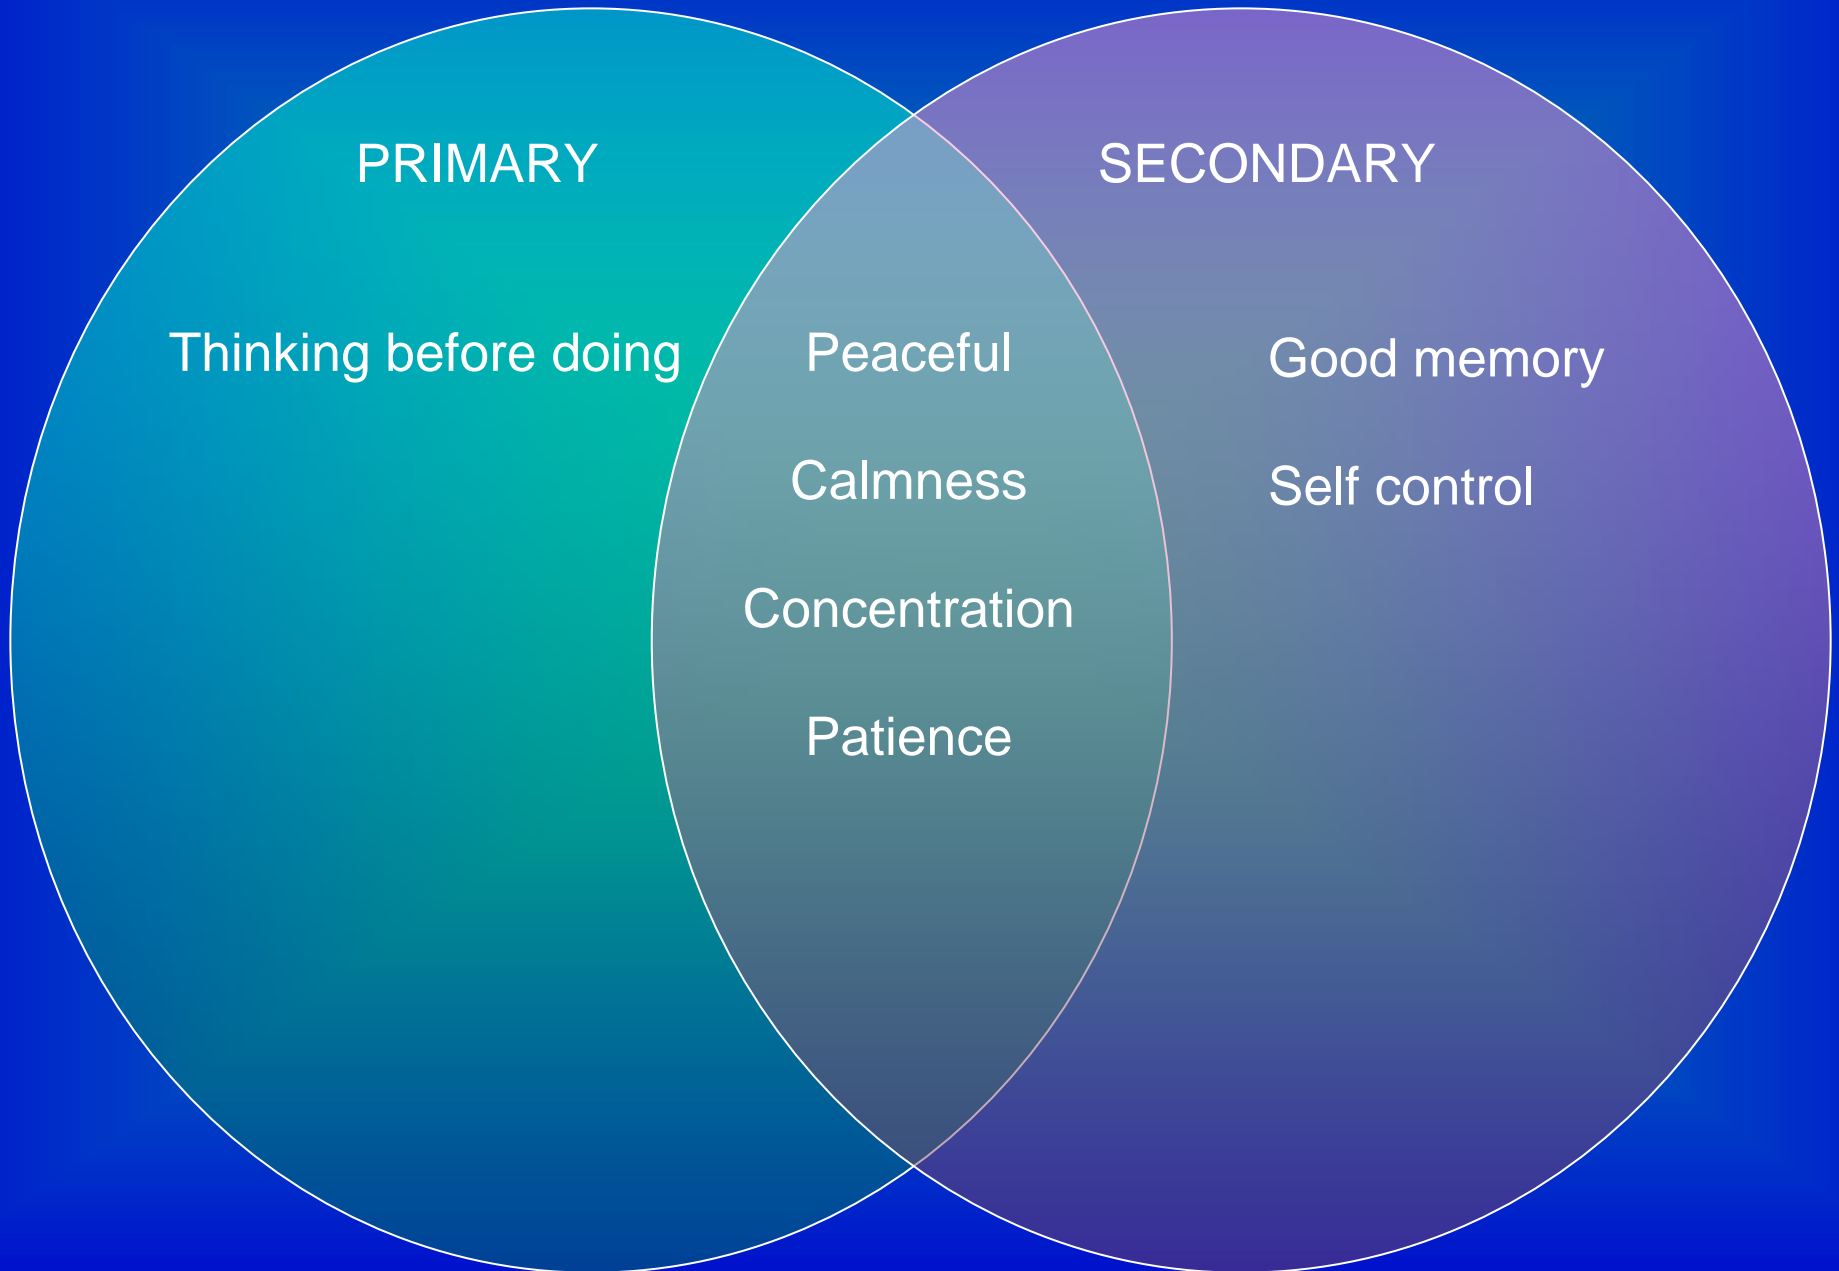 PRIMARY
SECONDARY
Thinking before doing
Peaceful
Calmness
Concentration
Patience
Good memory
Self control